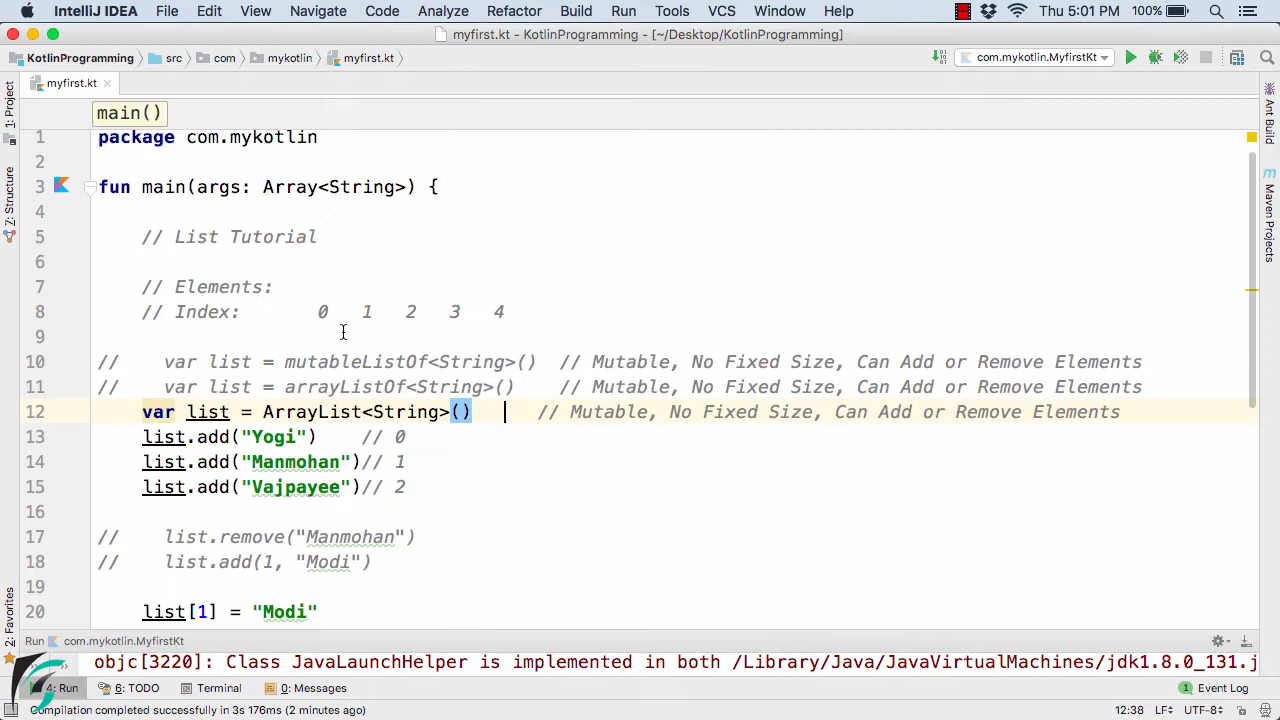 IntelliJ IDEA File Edit View Navigate Code Analyze Refactor Build Run Tools VCS Window Help Thu 5:01 PM 100%
myfirst.kt - KotlinProgramming - [~/Desktop/KotlinProgramming]
KotlinProgramming src com mykotlin myfirst.kt com.mykotlin.MyfirstKt
myfirst.kt
1: Project
7: Structure
2: Favorites
Ant Build
Maven Projects
main()
1 package com.mykotlin
2
3 fun main(args: Array<String>) {
4
5 // List Tutorial
6
7 // Elements:
8 // Index: 0 1 2 3 4
9
10 // var list = mutableListOf<String>() // Mutable, No Fixed Size, Can Add or Remove Elements
11 // var list = arrayListOf<String>() // Mutable, No Fixed Size, Can Add or Remove Elements
12 var list = ArrayList<String>() // Mutable, No Fixed Size, Can Add or Remove Elements
13 list.add("Yogi") // 0
14 list.add("Manmohan")// 1
15 list.add("Vajpayee")// 2
16
17 // list.remove("Manmohan")
18 // list.add(1, "Modi")
19
20 list[1] = "Modi"
Run com.mykotlin.MyfirstKt
objc[3220]: Class JavaLaunchHelper is implemented in both /Library/Java/JavaVirtualMachines/jdk1.8.0_131.j
4: Run 6: TODO Terminal 0: Messages 1 Event Log
Compilation completed successfully in 3s 176ms (2 minutes ago) 12:38 LF UTF-8